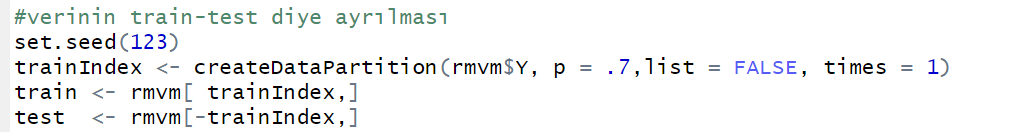 #verinin train-test diye ayrılması
set.seed(123)
trainIndex <- createDataPartition(rmvm$Y, p = .7,list = FALSE, times = 1)
train <- rmvm[ trainIndex,]
test  <- rmvm[-trainIndex,]